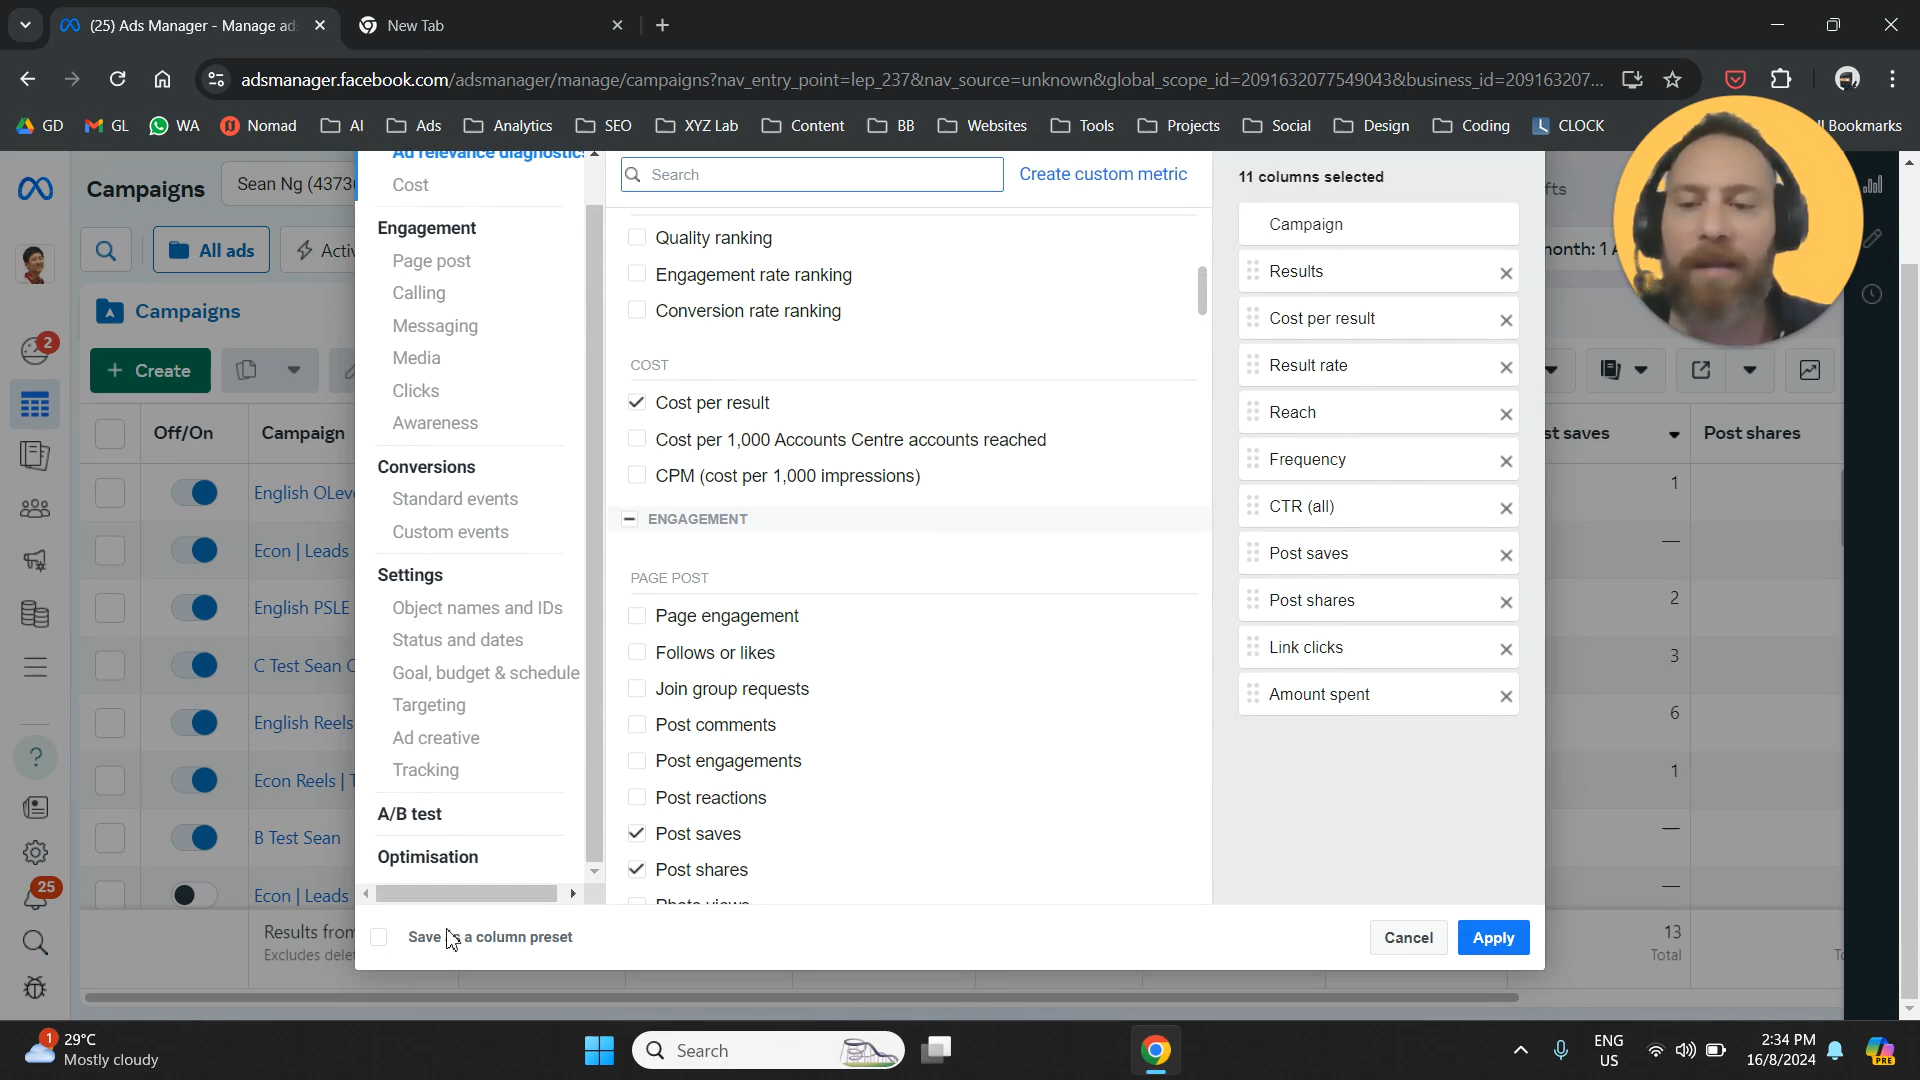 (25) Ads Manager - Manage ad
New Tab
adsmanager.facebook.com/adsmanager/manage/campaigns?nav_entry_point=lep_237&nav_source=unknown&global_scope_id=2091632077549043&business_id=209163207...
GD
GL
WA
Nomad
AI
Ads
Analytics
SEO
XYZ Lab
Content
BB
Websites
Tools
Projects
Social
Design
Coding
CLOCK
Bookmarks
Campaigns
Sean Ng (4373
All ads
Campaigns
+ Create
Off/On
Campaign
English OLev
Econ | Leads
English PSLE
C Test Sean C
English Reels
Econ Reels | T
B Test Sean
Econ | Leads
Results from
Excludes dele
2
25
Ad relevance diagnostics
Cost
Engagement
Page post
Calling
Messaging
Media
Clicks
Awareness
Conversions
Standard events
Custom events
Settings
Object names and IDs
Status and dates
Goal, budget & schedule
Targeting
Ad creative
Tracking
A/B test
Optimisation
Search
Create custom metric
Quality ranking
Engagement rate ranking
Conversion rate ranking
COST
Cost per result
Cost per 1,000 Accounts Centre accounts reached
CPM (cost per 1,000 impressions)
ENGAGEMENT
PAGE POST
Page engagement
Follows or likes
Join group requests
Post comments
Post engagements
Post reactions
Post saves
Post shares
Photo views
11 columns selected
Campaign
Results
Cost per result
Result rate
Reach
Frequency
CTR (all)
Post saves
Post shares
Link clicks
Amount spent
Save a column preset
Cancel
Apply
fts
onth: 1 A
st saves
Post shares
1
—
2
3
6
1
—
—
13
Total
1
29°C
Mostly cloudy
Search
ENG
US
2:34 PM
16/8/2024
PRE